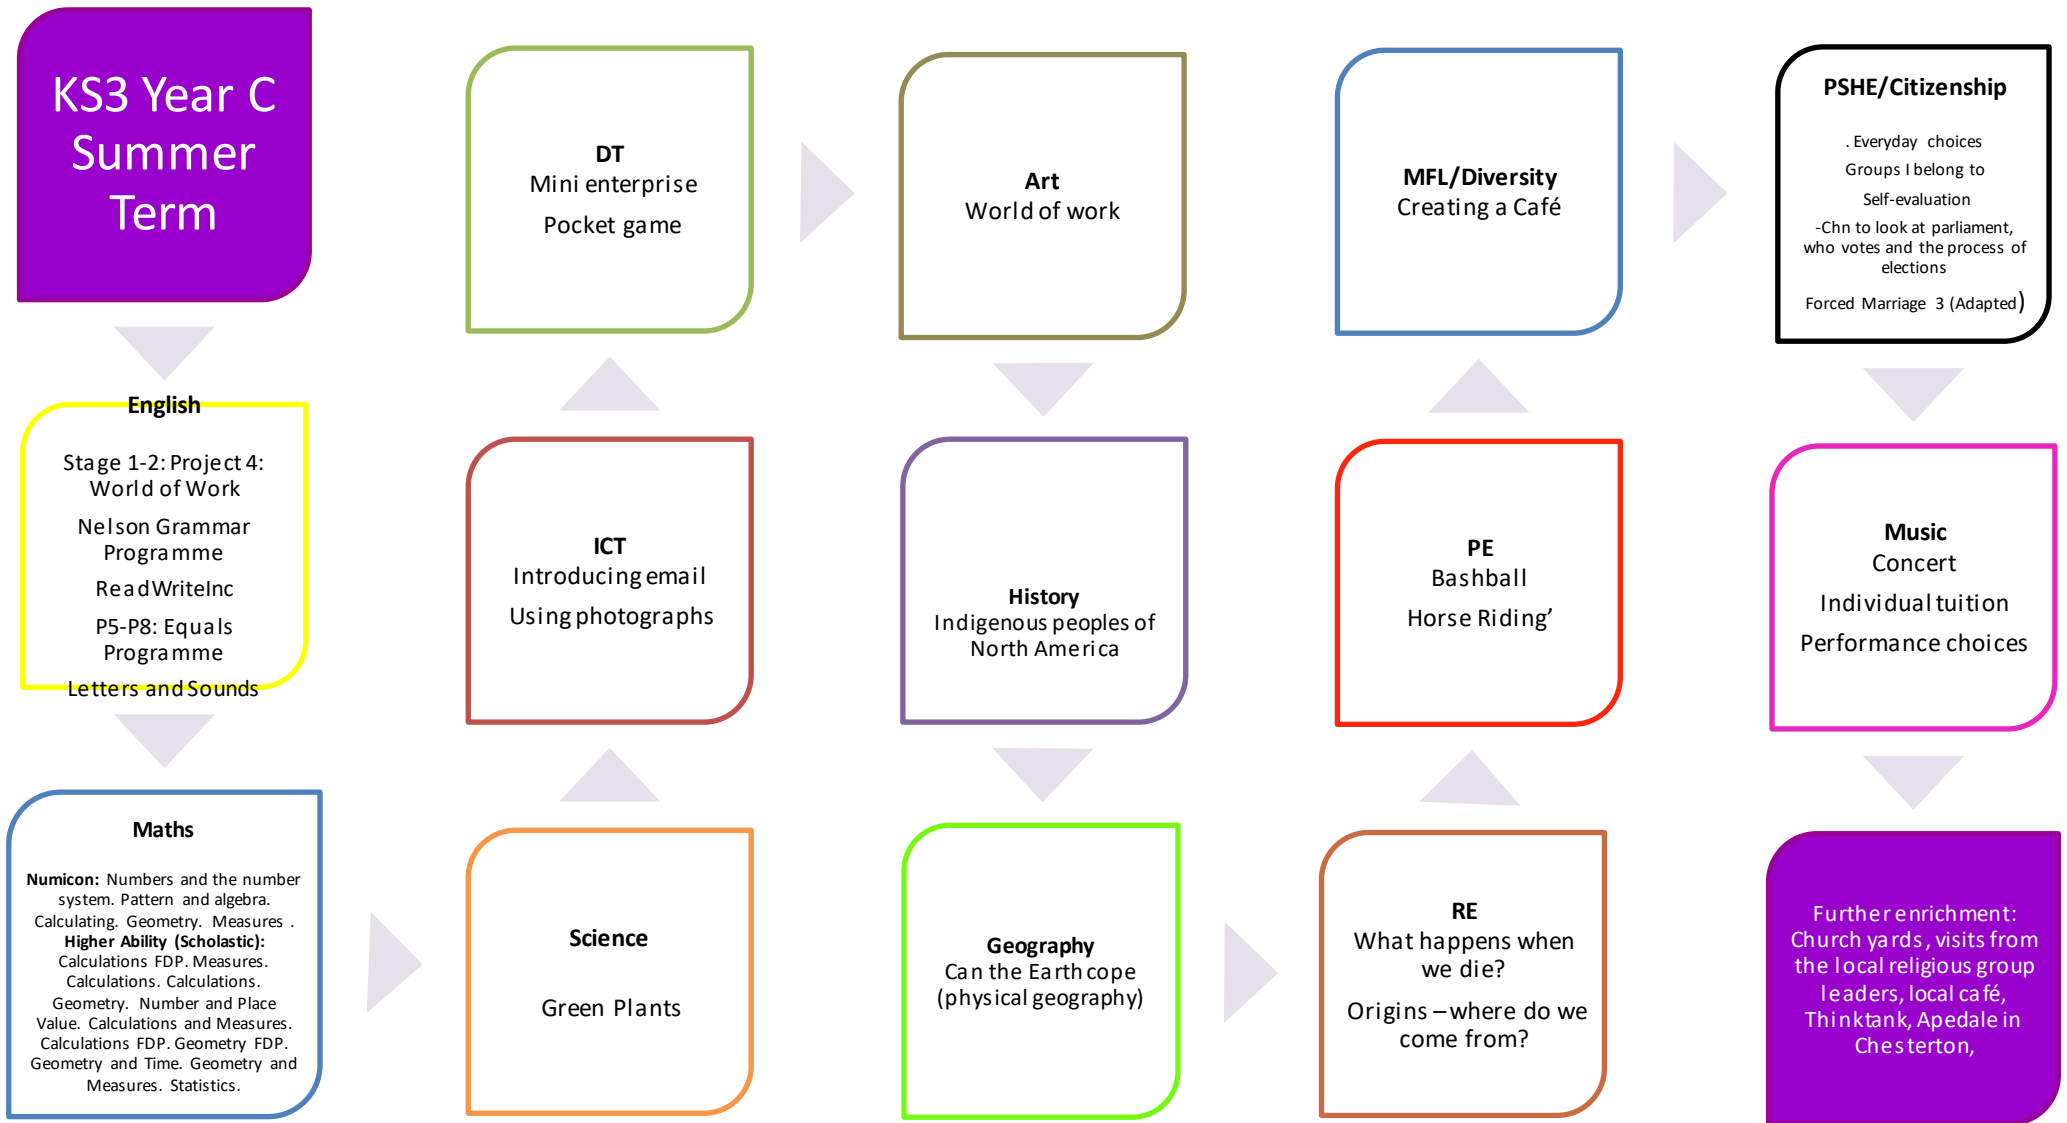 KS3 Year C
Summer
Term
English
Stage 1-2: Project 4:
World of Work
Nelson Grammar
Programme
ReadWriteInc
P5-P8: Equals
Programme
Letters and Sounds
Maths
Numicon: Numbers and the number
system. Pattern and algebra.
Calculating. Geometry. Measures .
Higher Ability (Scholastic):
Calculations FDP. Measures.
Calculations. Calculations.
Geometry. Number and Place
Value. Calculations and Measures.
Calculations FDP. Geometry FDP.
Geometry and Time. Geometry and
Measures. Statistics.
Science
Green Plants
ICT
Introducing email
Using photographs
DT
Mini enterprise
Pocket game
Art
World of work
History
Indigenous peoples of
North America
Geography
Can the Earth cope
(physical geography)
RE
What happens when
we die?
Origins – where do we
come from?
PE
Bashball
Horse Riding’
MFL/Diversity
Creating a Café
PSHE/Citizenship
. Everyday choices
Groups I belong to
Self-evaluation
-Chn to look at parliament,
who votes and the process of
elections
Forced Marriage 3 (Adapted)
Music
Concert
Individual tuition
Performance choices
Further enrichment:
Church yards, visits from
the local religious group
leaders, local café,
Thinktank, Apedale in
Chesterton,